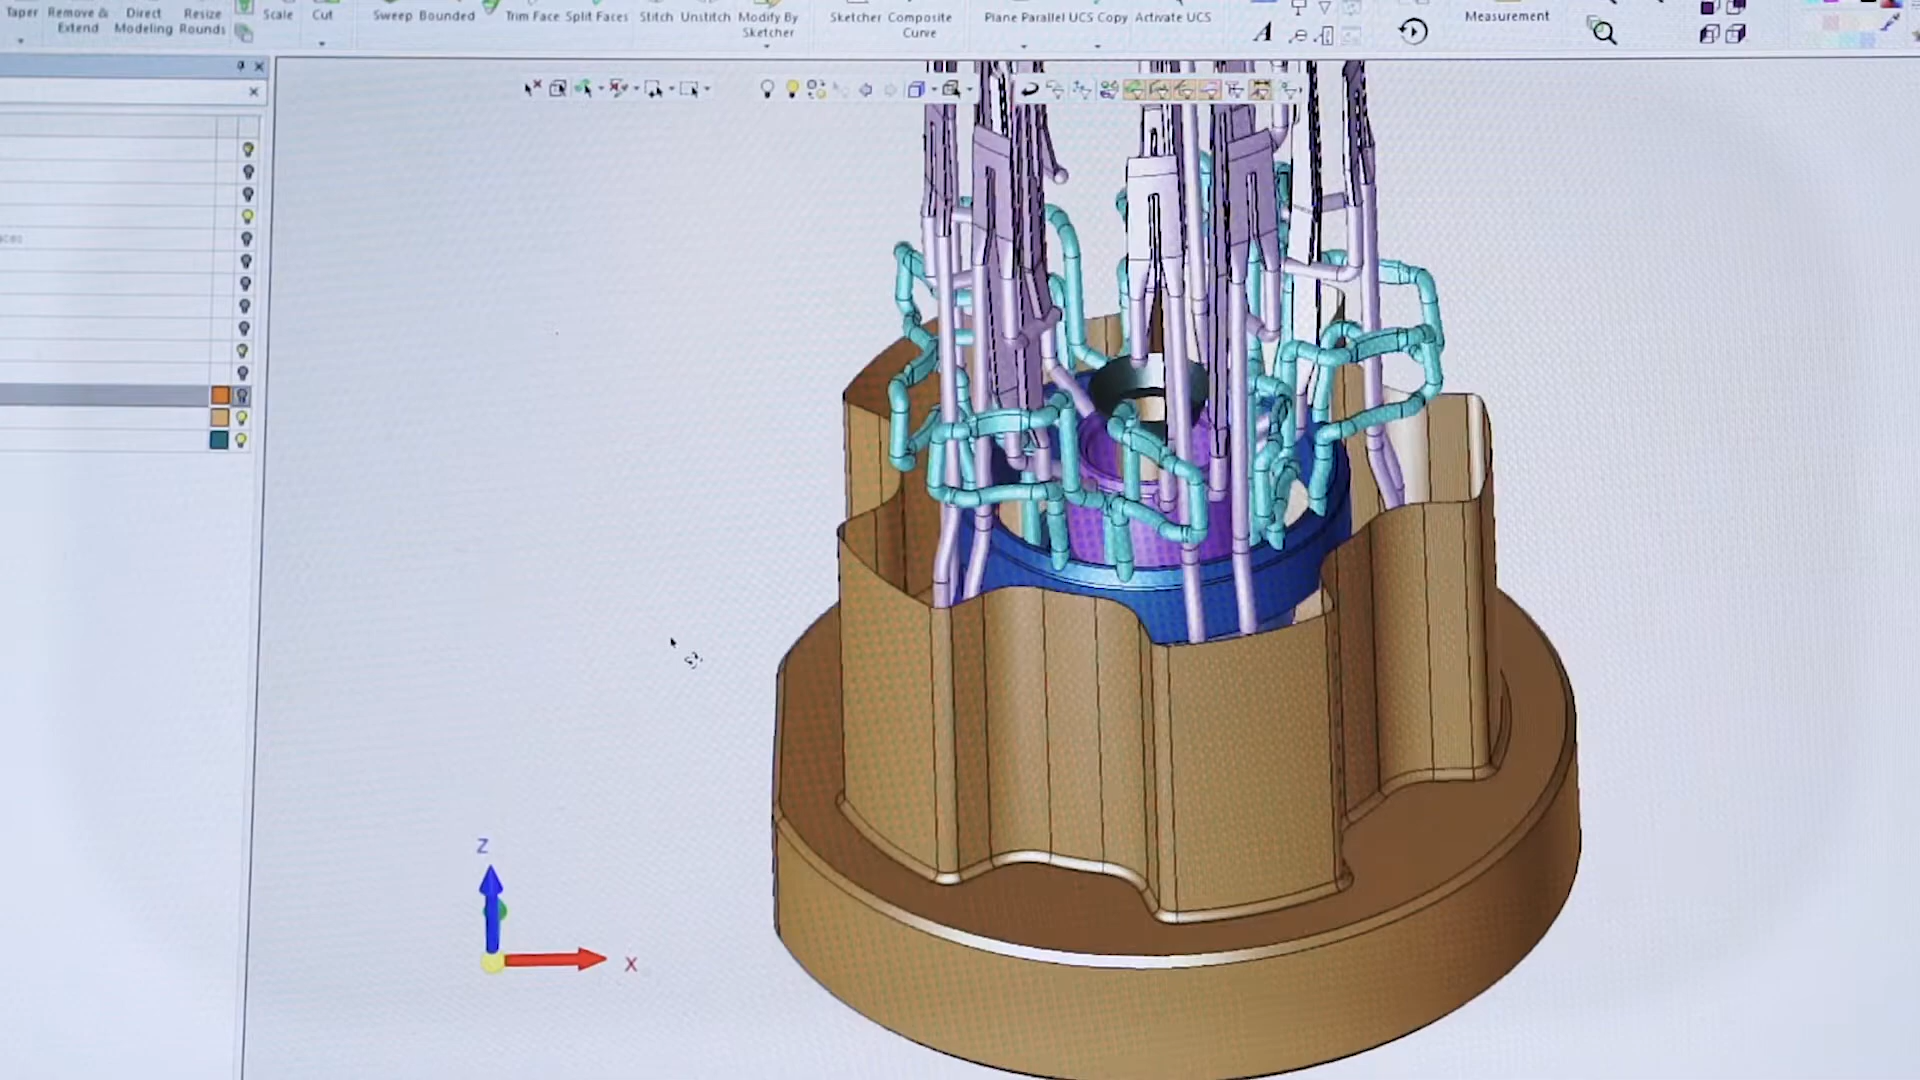 Taper Remove & Extend Direct Modeling Resize Rounds Scale Cut Sweep Bounded Trim Face Split Faces Stitch Unstitch Modify By Sketcher Sketcher Composite Curve Plane Parallel UCS Copy Activate UCS Measurement
A
aces
Z
X